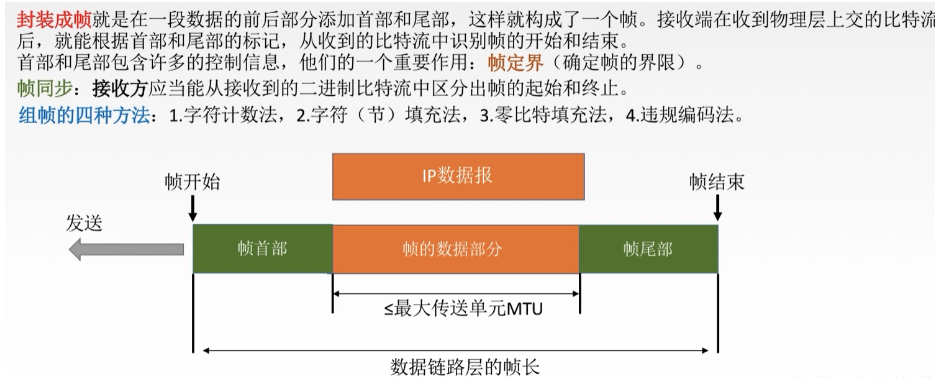 封装成帧就是在一段数据的前后部分添加首部和尾部，这样就构成了一个帧。接收端在收到物理层上交的比特流
后，就能根据首部和尾部的标记，从收到的比特流中识别帧的开始和结束。
首部和尾部包含许多的控制信息，他们的一个重要作用：帧定界（确定帧的界限）。
帧同步：接收方应当能从接收到的二进制比特流中区分出帧的起始和终止。
组帧的四种方法：1.字符计数法，2.字符（节）填充法，3.零比特填充法，4.违规编码法。
IP数据报
帧开始
帧结束
发送
帧首部
帧的数据部分
帧尾部
≤最大传送单元MTU
数据链路层的帧长